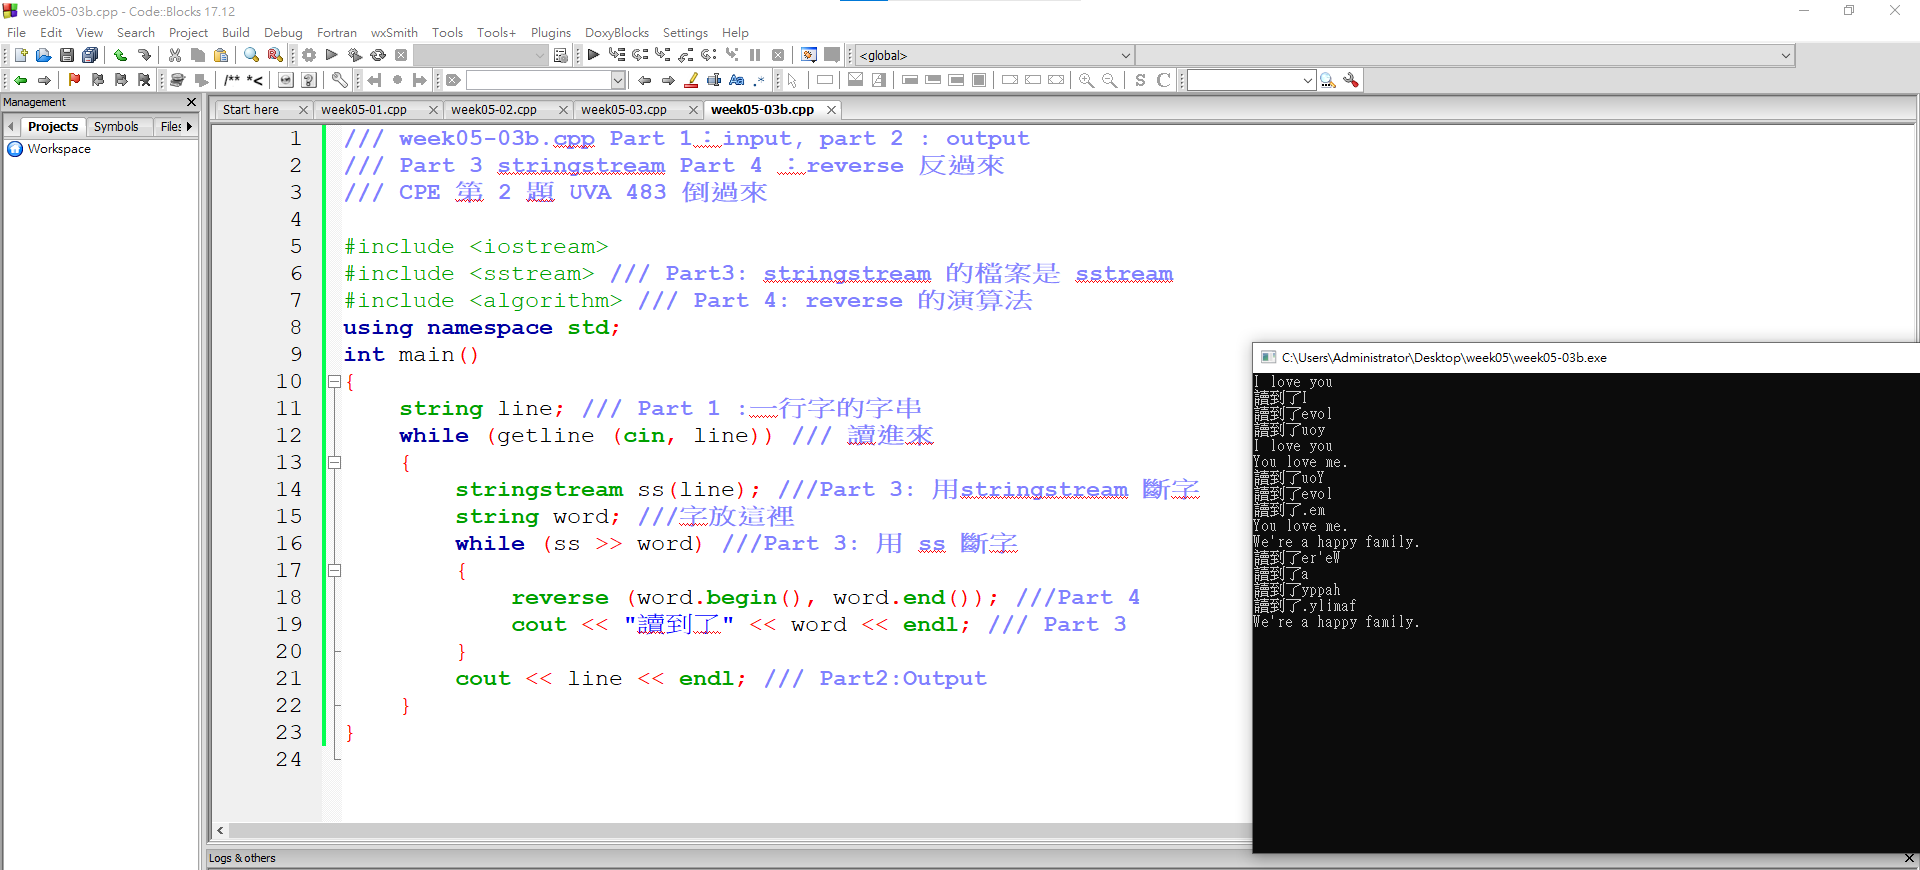 week05-03b.cpp - Code::Blocks 17.12
File Edit View Search Project Build Debug Fortran wxSmith Tools Tools+ Plugins DoxyBlocks Settings Help
<global>
/** *<
Aa .*
S C
Management
Projects Symbols Files
Workspace
Start here week05-01.cpp week05-02.cpp week05-03.cpp week05-03b.cpp
1 /// week05-03b.cpp Part 1：input, part 2 : output
2 /// Part 3 stringstream Part 4 ：reverse 反過來
3 /// CPE 第 2 題 UVA 483 倒過來
4
5 #include <iostream>
6 #include <sstream> /// Part3: stringstream 的檔案是 sstream
7 #include <algorithm> /// Part 4: reverse 的演算法
8 using namespace std;
9 int main()
10 {
11 string line; /// Part 1 :一行字的字串
12 while (getline (cin, line)) /// 讀進來
13 {
14 stringstream ss(line); ///Part 3: 用stringstream 斷字
15 string word; ///字放這裡
16 while (ss >> word) ///Part 3: 用 ss 斷字
17 {
18 reverse (word.begin(), word.end()); ///Part 4
19 cout << "讀到了" << word << endl; /// Part 3
20 }
21 cout << line << endl; /// Part2:Output
22 }
23 }
24
Logs & others
C:\Users\Administrator\Desktop\week05\week05-03b.exe
I love you
讀到了I
讀到了evol
讀到了uoy
I love you
You love me.
讀到了uoY
讀到了evol
讀到了.em
You love me.
We're a happy family.
讀到了er'eW
讀到了a
讀到了yppah
讀到了.ylimaf
We're a happy family.